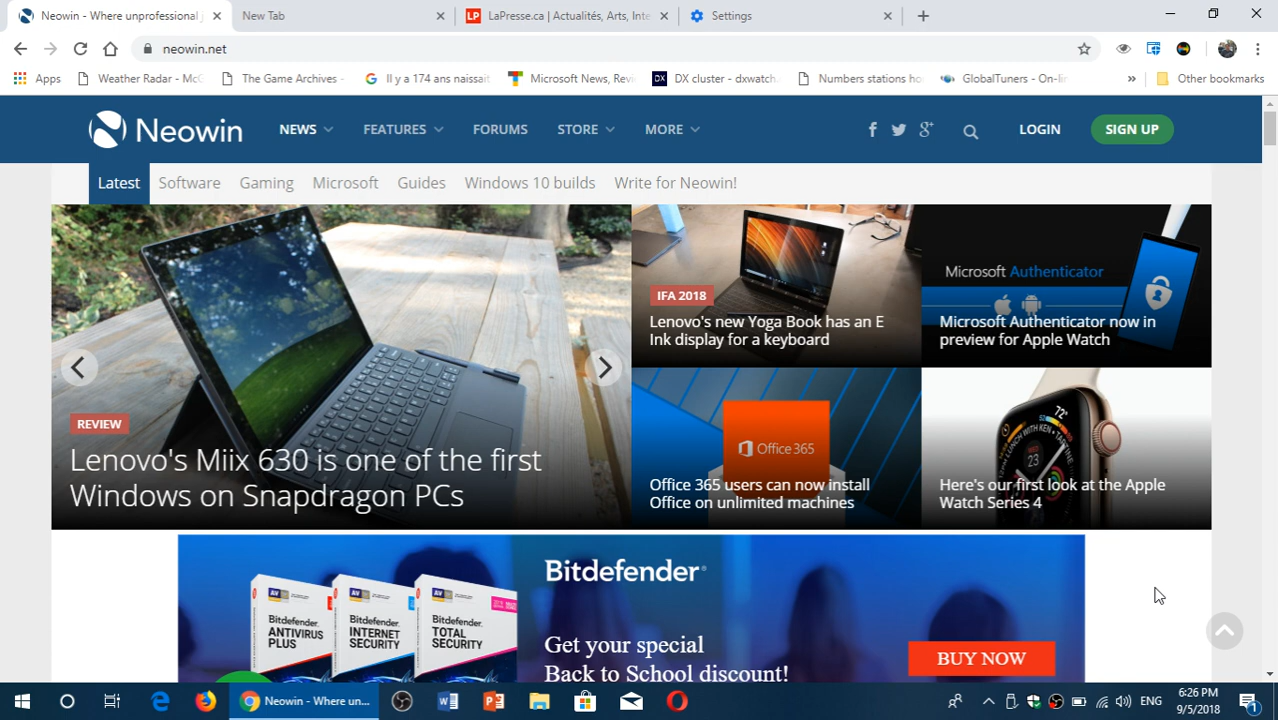 Neowin - Where unprofessional j
New Tab
LaPresse.ca | Actualités, Arts, Inte
Settings
neowin.net
Apps
Weather Radar - McG
The Game Archives -
Il y a 174 ans naissait
Microsoft News, Revie
DX cluster - dxwatch.
Numbers stations ho
GlobalTuners - On-lin
Other bookmarks
Neowin
NEWS
FEATURES
FORUMS
STORE
MORE
LOGIN
SIGN UP
Latest
Software
Gaming
Microsoft
Guides
Windows 10 builds
Write for Neowin!
REVIEW
Lenovo's Miix 630 is one of the first
Windows on Snapdragon PCs
IFA 2018
Lenovo's new Yoga Book has an E
Ink display for a keyboard
Microsoft Authenticator
Microsoft Authenticator now in
preview for Apple Watch
Office 365
Office 365 users can now install
Office on unlimited machines
72°
23
Here's our first look at the Apple
Watch Series 4
Bitdefender
ANTIVIRUS
PLUS
Bitdefender
INTERNET
SECURITY
Bitdefender
TOTAL
SECURITY
Bitdefender
Get your special
Back to School discount!
BUY NOW
Neowin - Where un...
ENG
6:26 PM
9/5/2018
1